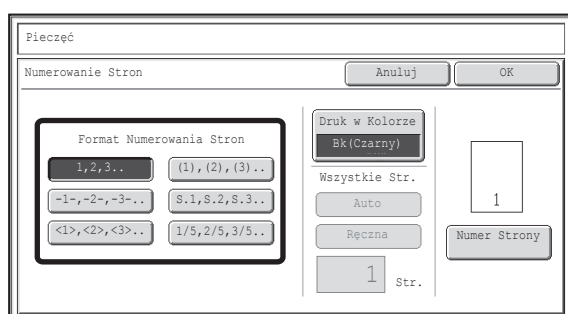 Pieczęć
Numerowanie Stron
Anuluj
OK
Format Numerowania Stron
1,2,3..
(1),(2),(3)..
-1-,-2-,-3-..
S.1,S.2,S.3..
<1>,<2>,<3>..
1/5,2/5,3/5..
Druk w Kolorze
Bk(Czarny)
Wszystkie Str.
Auto
Ręczna
1 Str.
1
Numer Strony